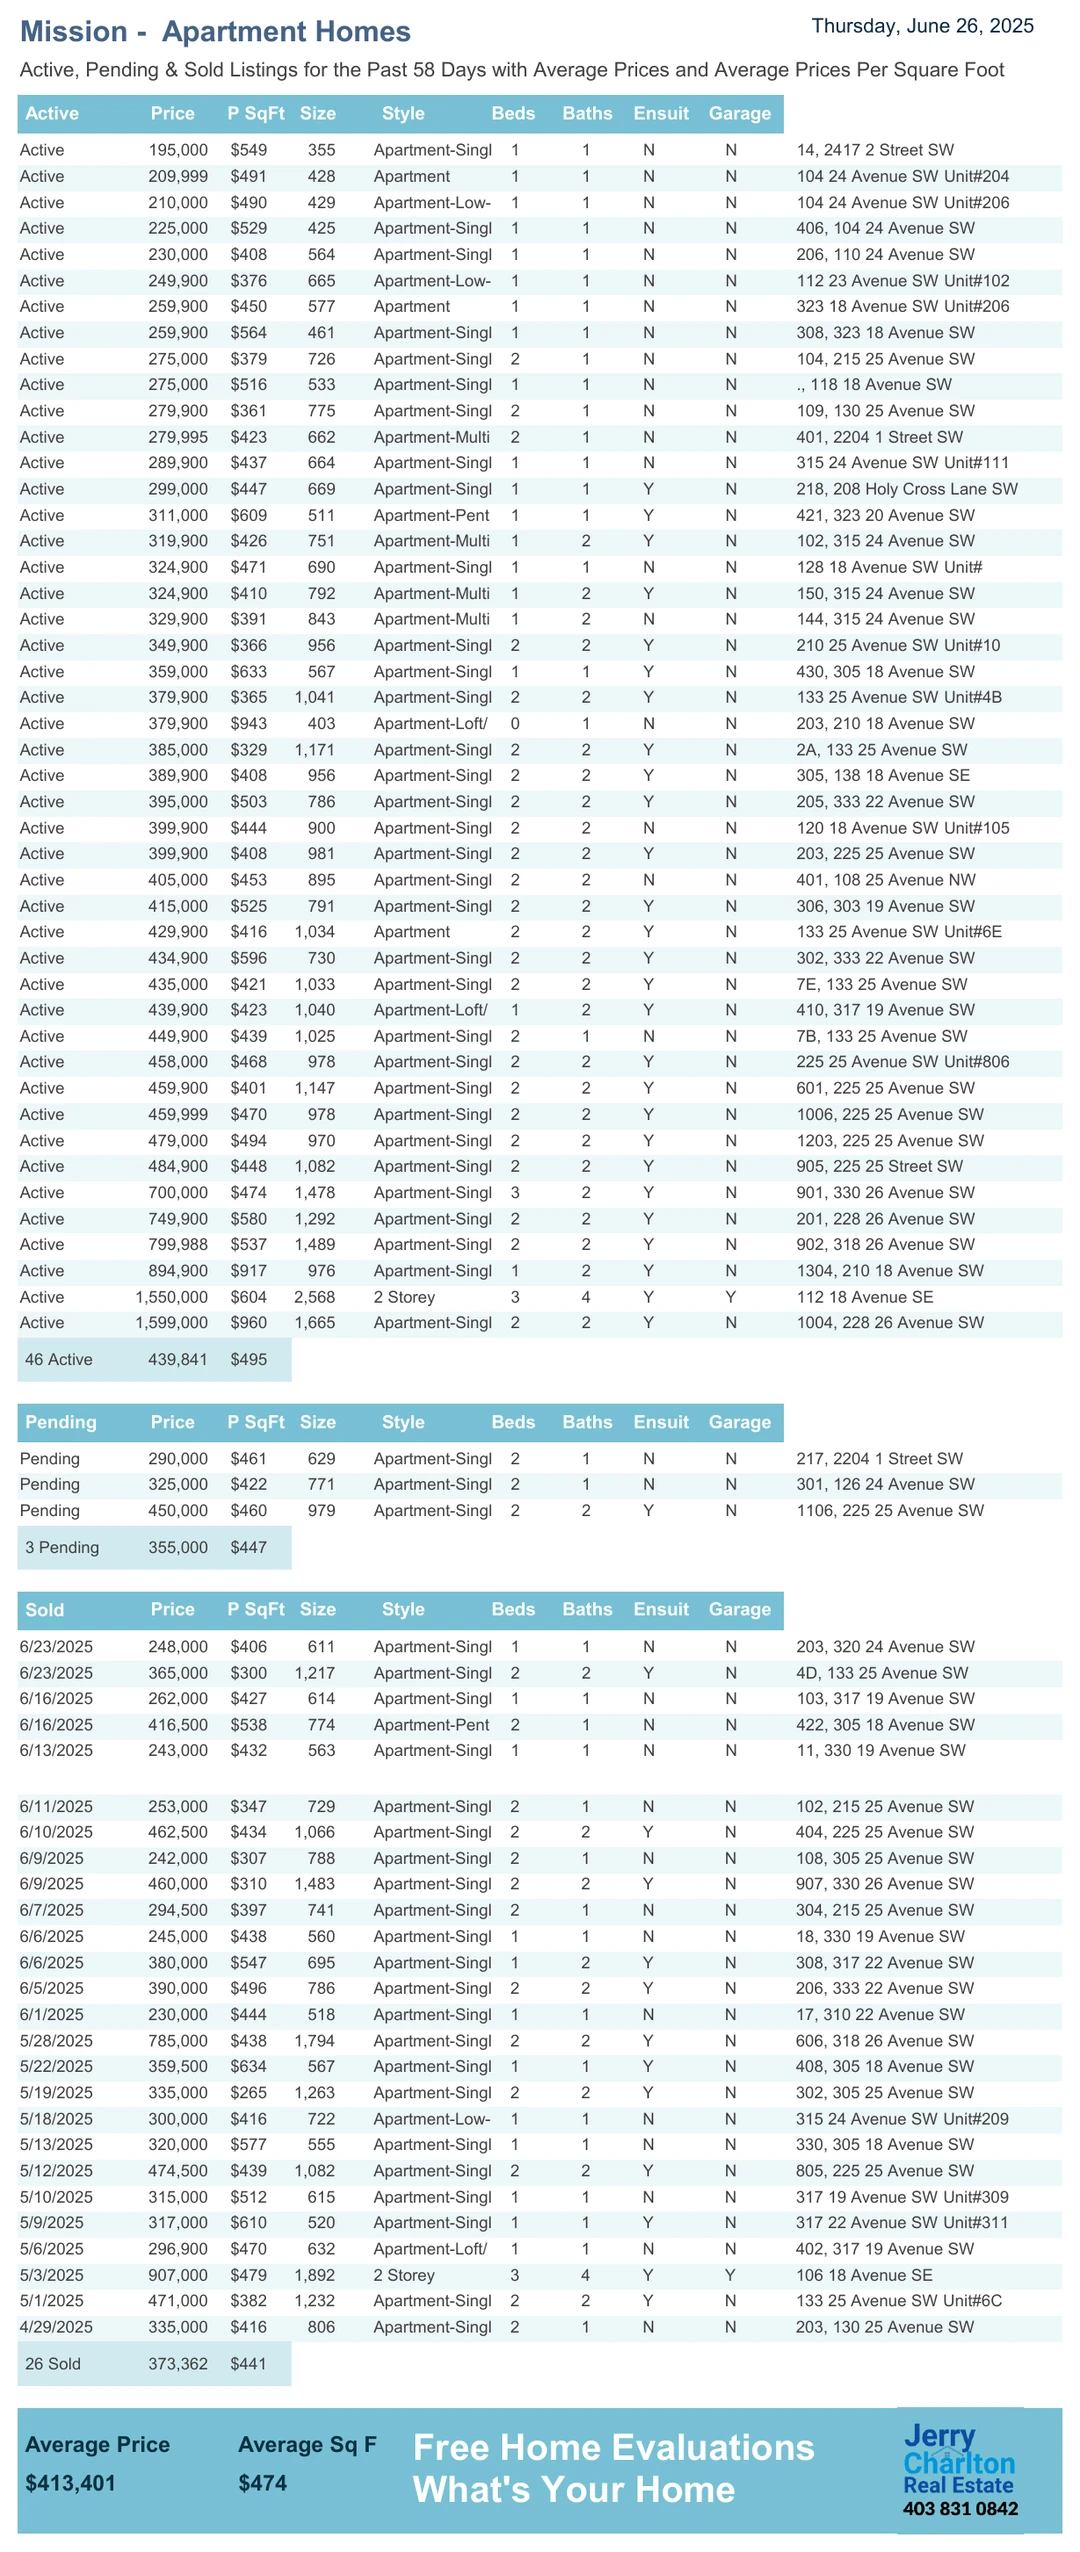 Mission -  Apartment Homes
Thursday, June 26, 2025
Active, Pending & Sold Listings for the Past 58 Days with Average Prices and Average Prices Per Square Foot
Active Price P SqFt Size Style Beds Baths Ensuit Garage
Active 195,000 $549 355 Apartment-Singl 1 1 N N 14, 2417 2 Street SW
Active 209,999 $491 428 Apartment 1 1 N N 104 24 Avenue SW Unit#204
Active 210,000 $490 429 Apartment-Low- 1 1 N N 104 24 Avenue SW Unit#206
Active 225,000 $529 425 Apartment-Singl 1 1 N N 406, 104 24 Avenue SW
Active 230,000 $408 564 Apartment-Singl 1 1 N N 206, 110 24 Avenue SW
Active 249,900 $376 665 Apartment-Low- 1 1 N N 112 23 Avenue SW Unit#102
Active 259,900 $450 577 Apartment 1 1 N N 323 18 Avenue SW Unit#206
Active 259,900 $564 461 Apartment-Singl 1 1 N N 308, 323 18 Avenue SW
Active 275,000 $379 726 Apartment-Singl 2 1 N N 104, 215 25 Avenue SW
Active 275,000 $516 533 Apartment-Singl 1 1 N N ., 118 18 Avenue SW
Active 279,900 $361 775 Apartment-Singl 2 1 N N 109, 130 25 Avenue SW
Active 279,995 $423 662 Apartment-Multi 2 1 N N 401, 2204 1 Street SW
Active 289,900 $437 664 Apartment-Singl 1 1 N N 315 24 Avenue SW Unit#111
Active 299,000 $447 669 Apartment-Singl 1 1 Y N 218, 208 Holy Cross Lane SW
Active 311,000 $609 511 Apartment-Pent 1 1 Y N 421, 323 20 Avenue SW
Active 319,900 $426 751 Apartment-Multi 1 2 Y N 102, 315 24 Avenue SW
Active 324,900 $471 690 Apartment-Singl 1 1 N N 128 18 Avenue SW Unit#
Active 324,900 $410 792 Apartment-Multi 1 2 Y N 150, 315 24 Avenue SW
Active 329,900 $391 843 Apartment-Multi 1 2 N N 144, 315 24 Avenue SW
Active 349,900 $366 956 Apartment-Singl 2 2 Y N 210 25 Avenue SW Unit#10
Active 359,000 $633 567 Apartment-Singl 1 1 Y N 430, 305 18 Avenue SW
Active 379,900 $365 1,041 Apartment-Singl 2 2 Y N 133 25 Avenue SW Unit#4B
Active 379,900 $943 403 Apartment-Loft/ 0 1 N N 203, 210 18 Avenue SW
Active 385,000 $329 1,171 Apartment-Singl 2 2 Y N 2A, 133 25 Avenue SW
Active 389,900 $408 956 Apartment-Singl 2 2 Y N 305, 138 18 Avenue SE
Active 395,000 $503 786 Apartment-Singl 2 2 Y N 205, 333 22 Avenue SW
Active 399,900 $444 900 Apartment-Singl 2 2 N N 120 18 Avenue SW Unit#105
Active 399,900 $408 981 Apartment-Singl 2 2 Y N 203, 225 25 Avenue SW
Active 405,000 $453 895 Apartment-Singl 2 2 N N 401, 108 25 Avenue NW
Active 415,000 $525 791 Apartment-Singl 2 2 Y N 306, 303 19 Avenue SW
Active 429,900 $416 1,034 Apartment 2 2 Y N 133 25 Avenue SW Unit#6E
Active 434,900 $596 730 Apartment-Singl 2 2 Y N 302, 333 22 Avenue SW
Active 435,000 $421 1,033 Apartment-Singl 2 2 Y N 7E, 133 25 Avenue SW
Active 439,900 $423 1,040 Apartment-Loft/ 1 2 Y N 410, 317 19 Avenue SW
Active 449,900 $439 1,025 Apartment-Singl 2 1 N N 7B, 133 25 Avenue SW
Active 458,000 $468 978 Apartment-Singl 2 2 Y N 225 25 Avenue SW Unit#806
Active 459,900 $401 1,147 Apartment-Singl 2 2 Y N 601, 225 25 Avenue SW
Active 459,999 $470 978 Apartment-Singl 2 2 Y N 1006, 225 25 Avenue SW
Active 479,000 $494 970 Apartment-Singl 2 2 Y N 1203, 225 25 Avenue SW
Active 484,900 $448 1,082 Apartment-Singl 2 2 Y N 905, 225 25 Street SW
Active 700,000 $474 1,478 Apartment-Singl 3 2 Y N 901, 330 26 Avenue SW
Active 749,900 $580 1,292 Apartment-Singl 2 2 Y N 201, 228 26 Avenue SW
Active 799,988 $537 1,489 Apartment-Singl 2 2 Y N 902, 318 26 Avenue SW
Active 894,900 $917 976 Apartment-Singl 1 2 Y N 1304, 210 18 Avenue SW
Active 1,550,000 $604 2,568 2 Storey 3 4 Y Y 112 18 Avenue SE
Active 1,599,000 $960 1,665 Apartment-Singl 2 2 Y N 1004, 228 26 Avenue SW
46 Active 439,841 $495
Pending Price P SqFt Size Style Beds Baths Ensuit Garage
Pending 290,000 $461 629 Apartment-Singl 2 1 N N 217, 2204 1 Street SW
Pending 325,000 $422 771 Apartment-Singl 2 1 N N 301, 126 24 Avenue SW
Pending 450,000 $460 979 Apartment-Singl 2 2 Y N 1106, 225 25 Avenue SW
3 Pending 355,000 $447
Sold Price P SqFt Size Style Beds Baths Ensuit Garage
6/23/2025 248,000 $406 611 Apartment-Singl 1 1 N N 203, 320 24 Avenue SW
6/23/2025 365,000 $300 1,217 Apartment-Singl 2 2 Y N 4D, 133 25 Avenue SW
6/16/2025 262,000 $427 614 Apartment-Singl 1 1 N N 103, 317 19 Avenue SW
6/16/2025 416,500 $538 774 Apartment-Pent 2 1 N N 422, 305 18 Avenue SW
6/13/2025 243,000 $432 563 Apartment-Singl 1 1 N N 11, 330 19 Avenue SW
6/11/2025 253,000 $347 729 Apartment-Singl 2 1 N N 102, 215 25 Avenue SW
6/10/2025 462,500 $434 1,066 Apartment-Singl 2 2 Y N 404, 225 25 Avenue SW
6/9/2025 242,000 $307 788 Apartment-Singl 2 1 N N 108, 305 25 Avenue SW
6/9/2025 460,000 $310 1,483 Apartment-Singl 2 2 Y N 907, 330 26 Avenue SW
6/7/2025 294,500 $397 741 Apartment-Singl 2 1 N N 304, 215 25 Avenue SW
6/6/2025 245,000 $438 560 Apartment-Singl 1 1 N N 18, 330 19 Avenue SW
6/6/2025 380,000 $547 695 Apartment-Singl 1 2 Y N 308, 317 22 Avenue SW
6/5/2025 390,000 $496 786 Apartment-Singl 2 2 Y N 206, 333 22 Avenue SW
6/1/2025 230,000 $444 518 Apartment-Singl 1 1 N N 17, 310 22 Avenue SW
5/28/2025 785,000 $438 1,794 Apartment-Singl 2 2 Y N 606, 318 26 Avenue SW
5/22/2025 359,500 $634 567 Apartment-Singl 1 1 Y N 408, 305 18 Avenue SW
5/19/2025 335,000 $265 1,263 Apartment-Singl 2 2 Y N 302, 305 25 Avenue SW
5/18/2025 300,000 $416 722 Apartment-Low- 1 1 N N 315 24 Avenue SW Unit#209
5/13/2025 320,000 $577 555 Apartment-Singl 1 1 N N 330, 305 18 Avenue SW
5/12/2025 474,500 $439 1,082 Apartment-Singl 2 2 Y N 805, 225 25 Avenue SW
5/10/2025 315,000 $512 615 Apartment-Singl 1 1 N N 317 19 Avenue SW Unit#309
5/9/2025 317,000 $610 520 Apartment-Singl 1 1 Y N 317 22 Avenue SW Unit#311
5/6/2025 296,900 $470 632 Apartment-Loft/ 1 1 N N 402, 317 19 Avenue SW
5/3/2025 907,000 $479 1,892 2 Storey 3 4 Y Y 106 18 Avenue SE
5/1/2025 471,000 $382 1,232 Apartment-Singl 2 2 Y N 133 25 Avenue SW Unit#6C
4/29/2025 335,000 $416 806 Apartment-Singl 2 1 N N 203, 130 25 Avenue SW
26 Sold 373,362 $441
Average Price Average Sq F
$413,401 $474
Free Home Evaluations
What's Your Home
Jerry
Charlton
Real Estate
403 831 0842